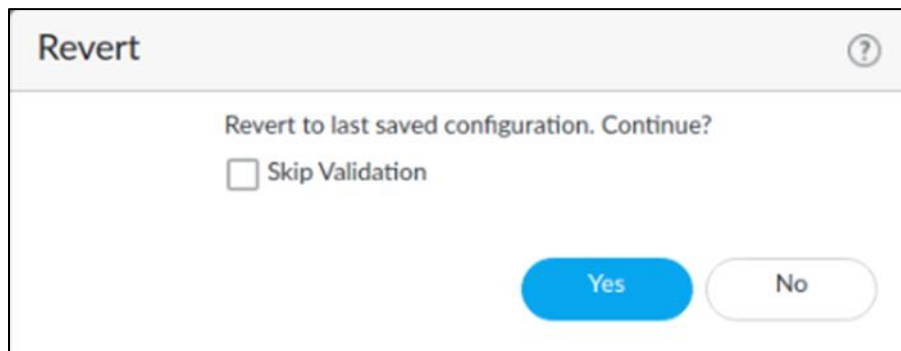 Revert
?
Revert to last saved configuration. Continue?
Skip Validation
Yes No